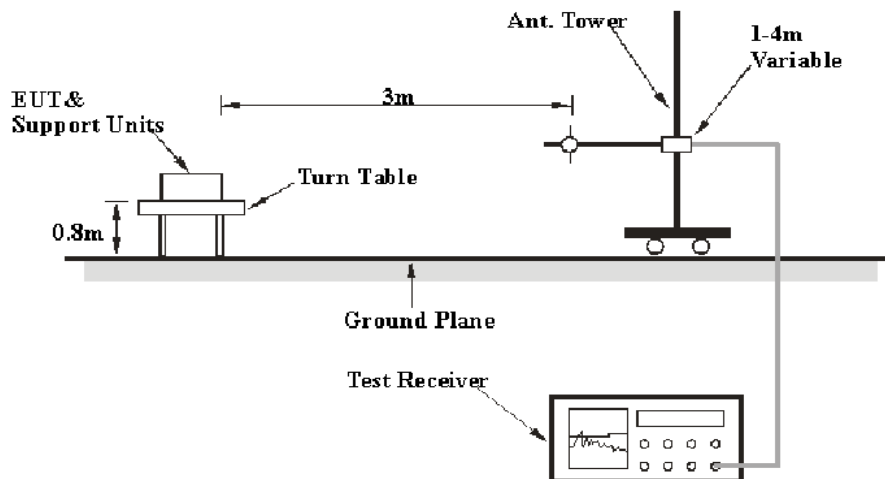 Ant. Tower
1-4m
Variable
3m
EUT&
Support Units
Turn Table
0.8m
Ground Plane
Test Receiver